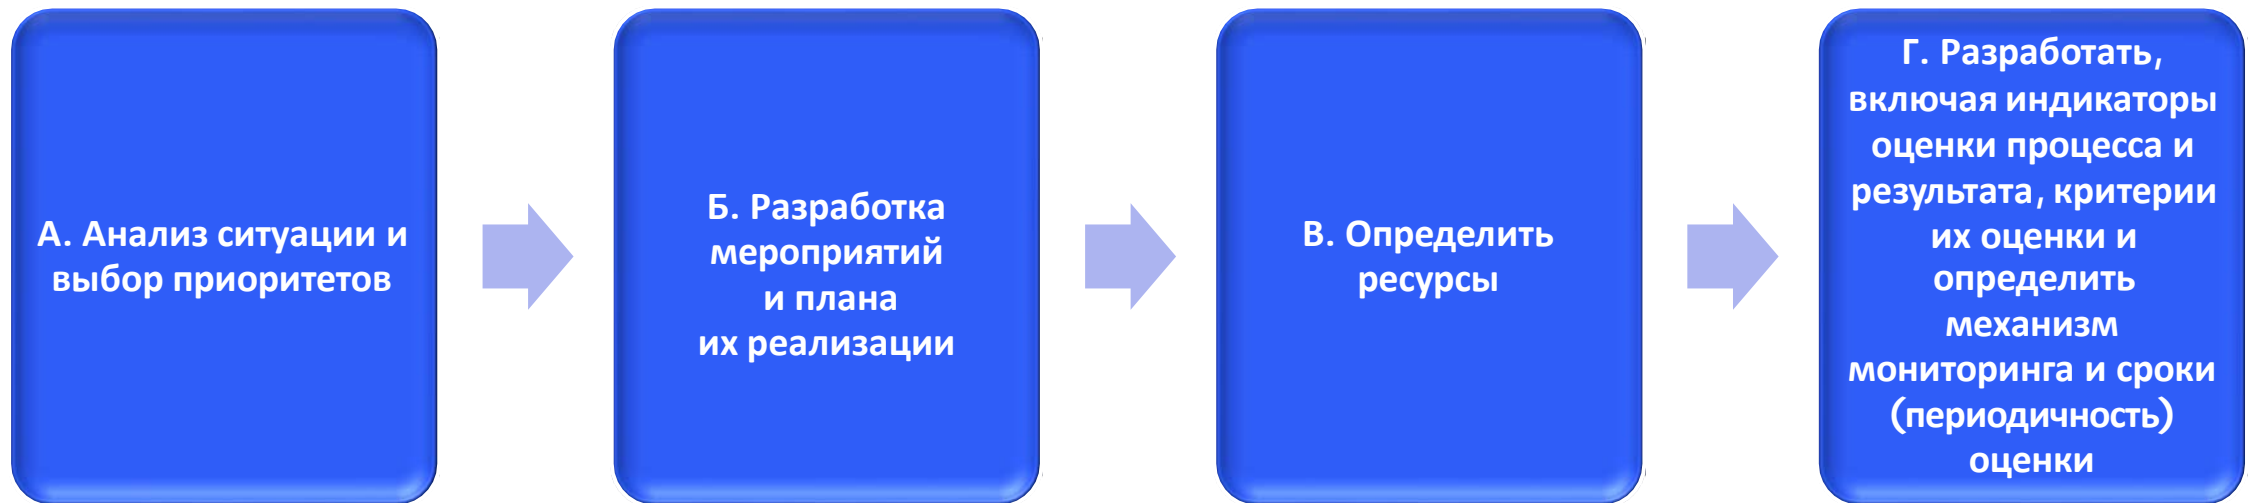 А. Анализ ситуации и
выбор приоритетов
Б. Разработка
мероприятий
и плана
их реализации
В. Определить
ресурсы
Г. Разработать,
включая индикаторы
оценки процесса и
результата, критерии
их оценки и
определить
механизм
мониторинга и сроки
(периодичность)
оценки